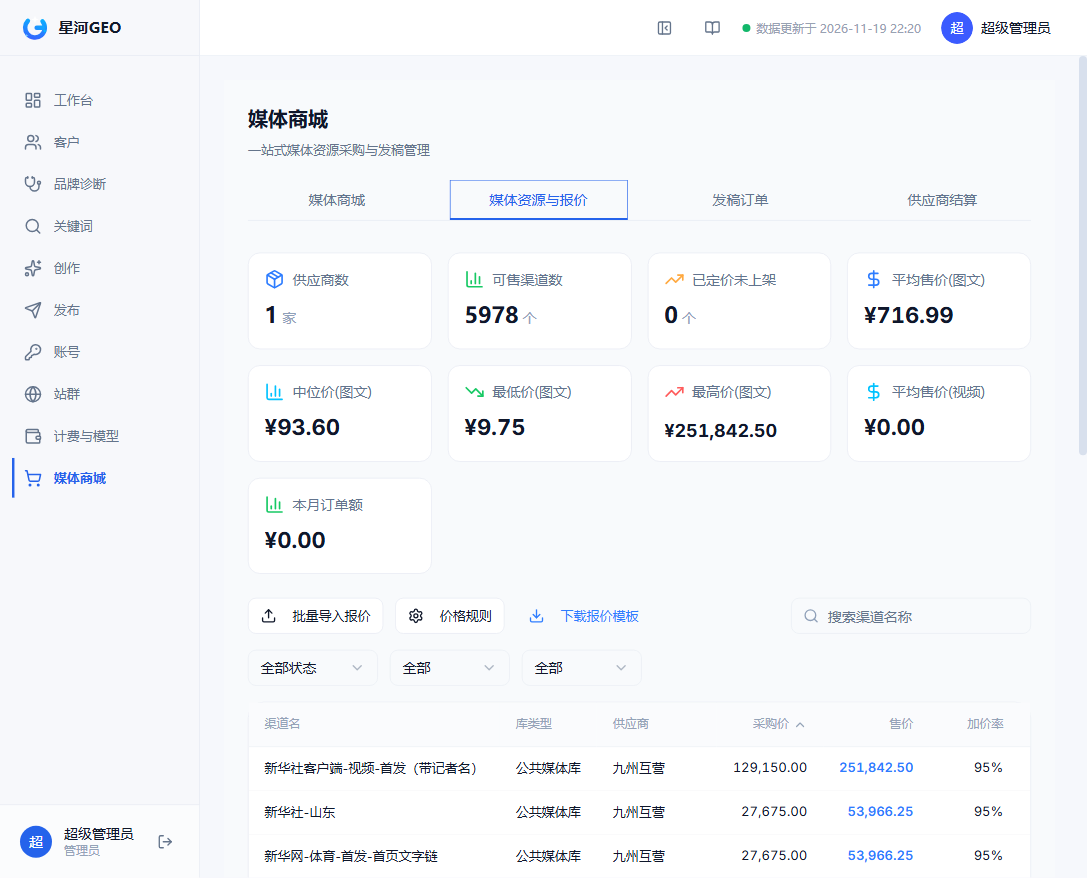 星河GEO
数据更新于 2026-11-19 22:20
超 超级管理员
工作台
客户
品牌诊断
关键词
创作
发布
账号
站群
计费与模型
媒体商城
超
超级管理员
管理员
媒体商城
一站式媒体资源采购与发稿管理
媒体商城 媒体资源与报价 发稿订单 供应商结算
供应商数
1 家
可售渠道数
5978 个
已定价未上架
0 个
平均售价(图文)
¥716.99
中位价(图文)
¥93.60
最低价(图文)
¥9.75
最高价(图文)
¥251,842.50
平均售价(视频)
¥0.00
本月订单额
¥0.00
批量导入报价 价格规则 下载报价模板 搜索渠道名称
全部状态 全部 全部
渠道名 库类型 供应商 采购价 售价 加价率
新华社客户端-视频-首发（带记者名） 公共媒体库 九州互营 129,150.00 251,842.50 95%
新华社-山东 公共媒体库 九州互营 27,675.00 53,966.25 95%
新华网-体育-首发-首页文字链 公共媒体库 九州互营 27,675.00 53,966.25 95%